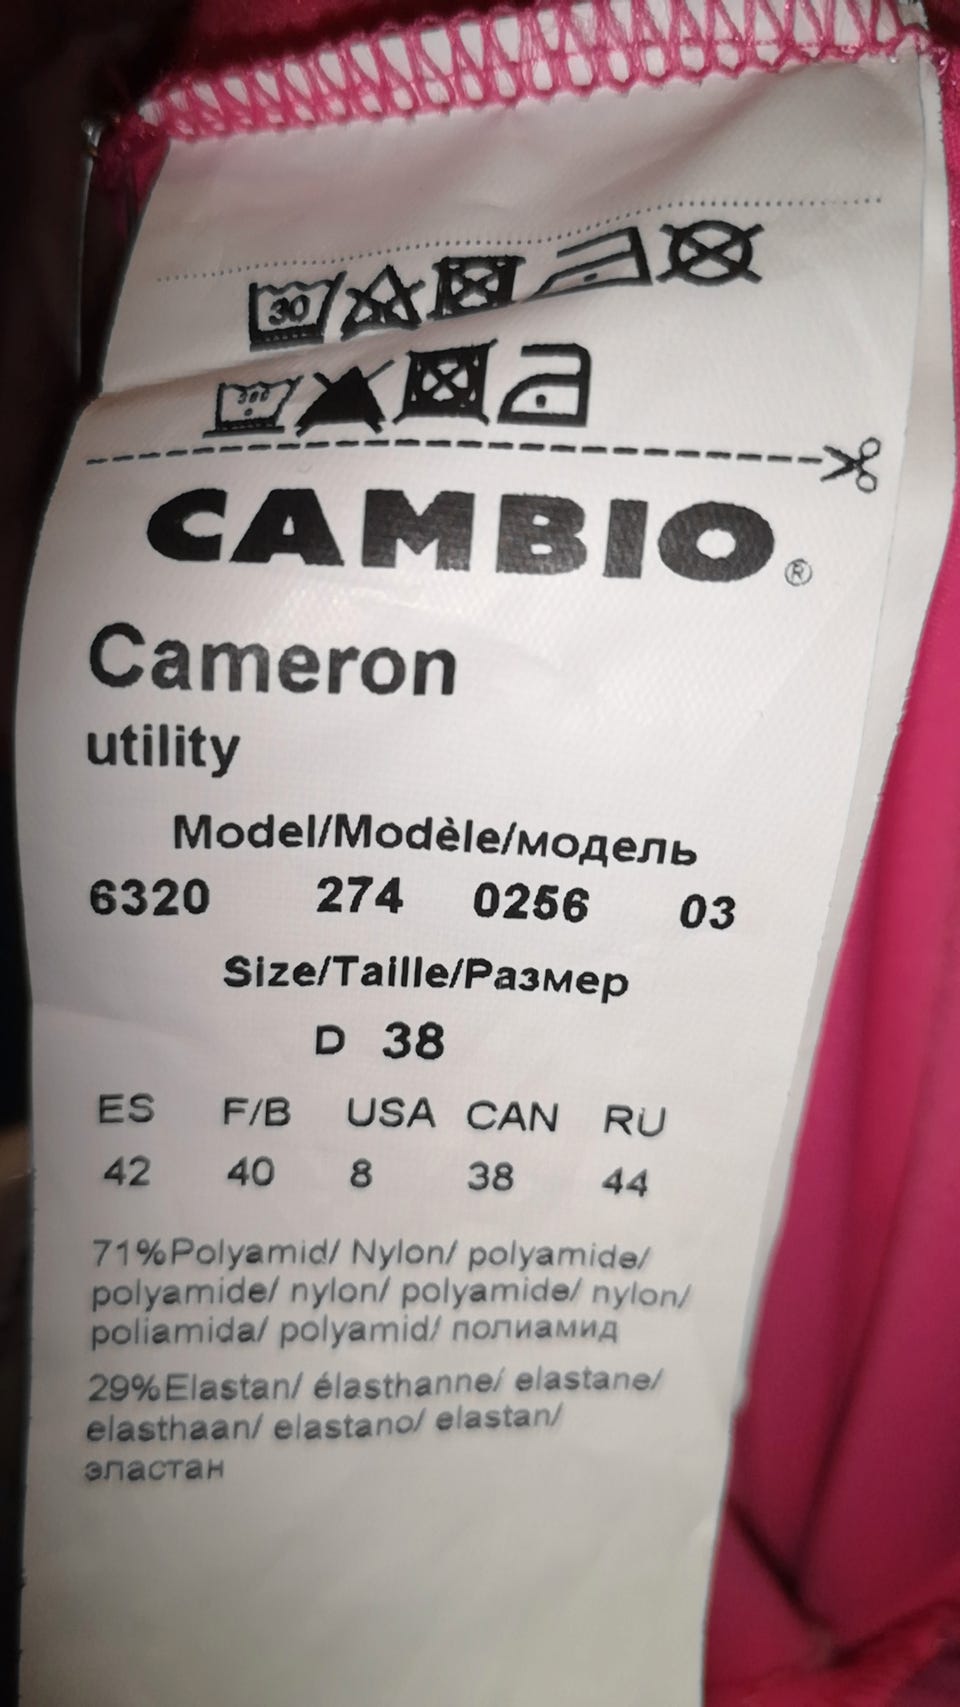 30
CAMBIO®
Cameron
utility
Model/Modèle/модель
6320 274 0256 03
Size/Taille/Размер
D 38
ES F/B USA CAN RU
42 40 8 38 44
71%Polyamid/ Nylon/ polyamide/
polyamide/ nylon/ polyamide/ nylon/
poliamida/ polyamid/ полиамид
29%Elastan/ élasthanne/ elastane/
elasthaan/ elastano/ elastan/
эластан